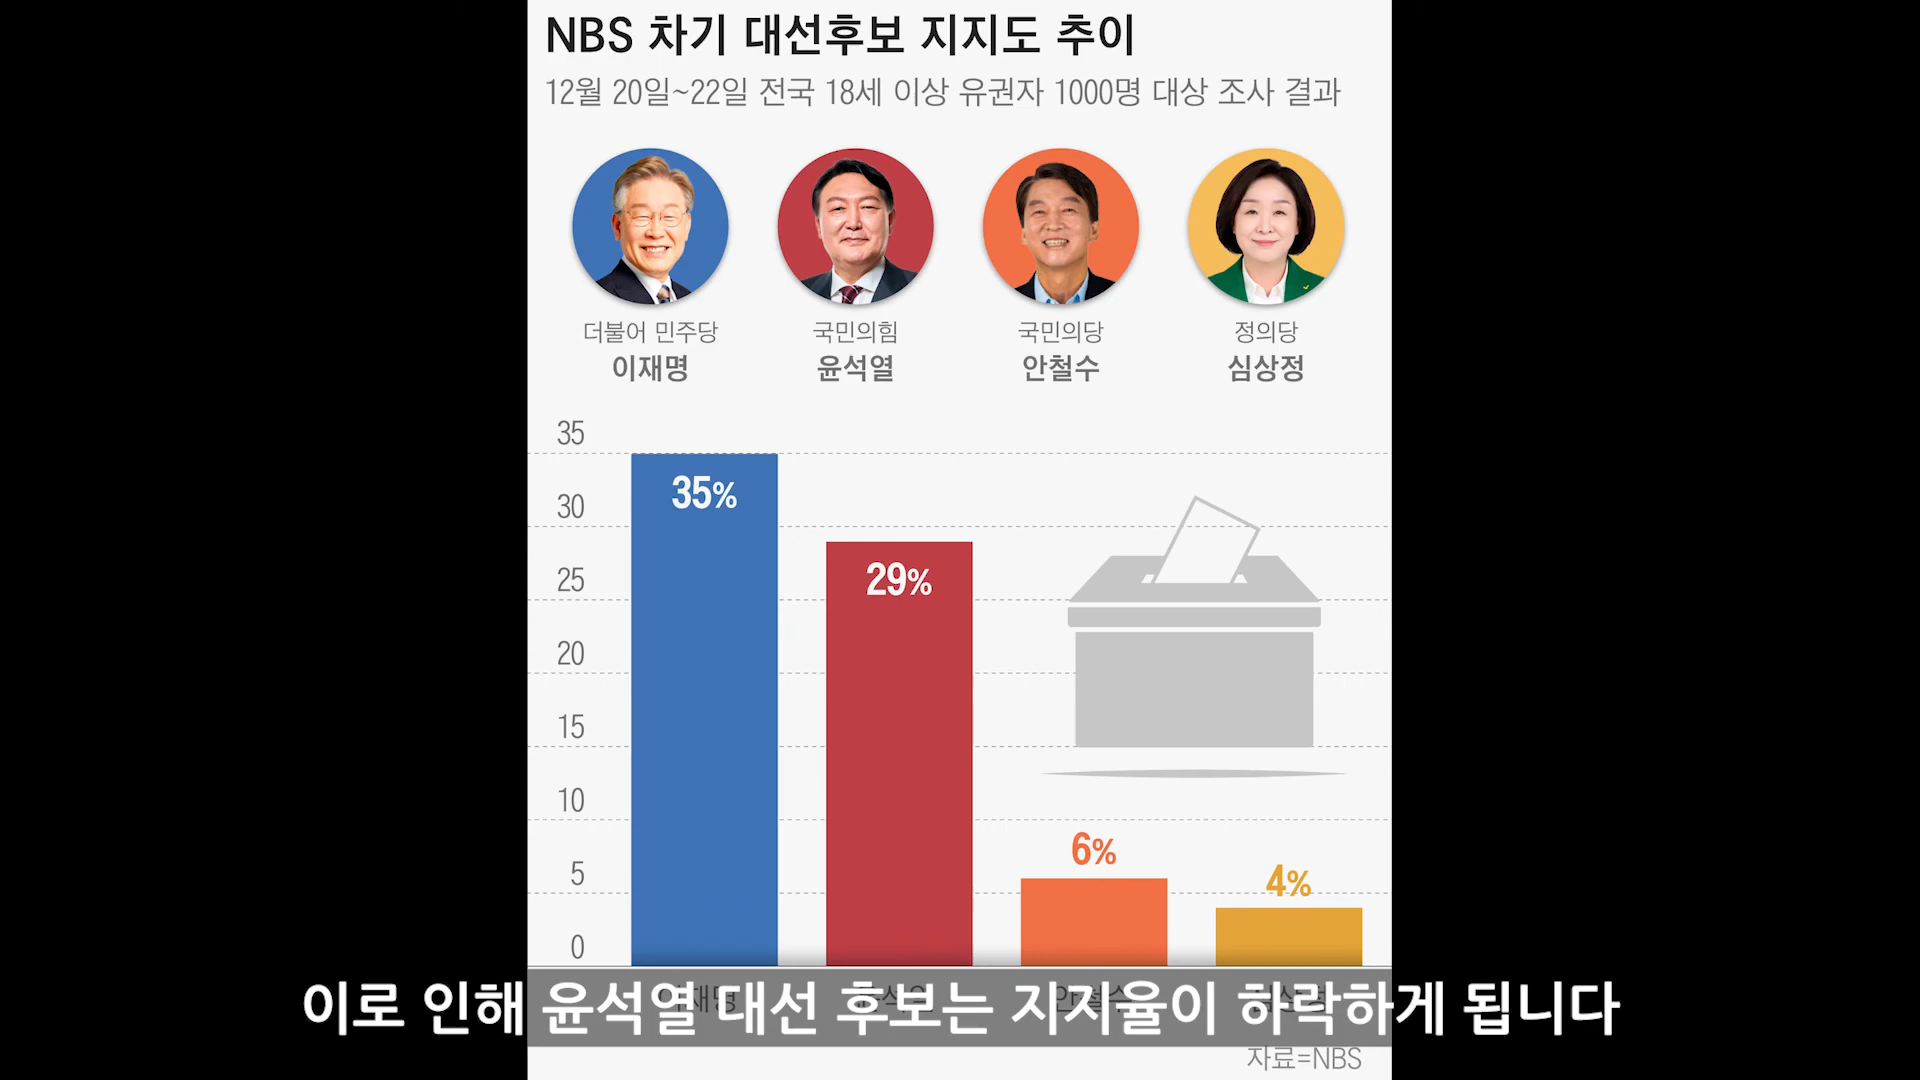 NBS 차기 대선후보 지지도 추이
12월 20일~22일 전국 18세 이상 유권자 1000명 대상 조사 결과
더불어 민주당
이재명
국민의힘
윤석열
국민의당
안철수
정의당
심상정
35
30
25
20
15
10
5
0
35%
29%
6%
4%
이로 인해 윤석열 대선 후보는 지지율이 하락하게 됩니다
자료=NBS